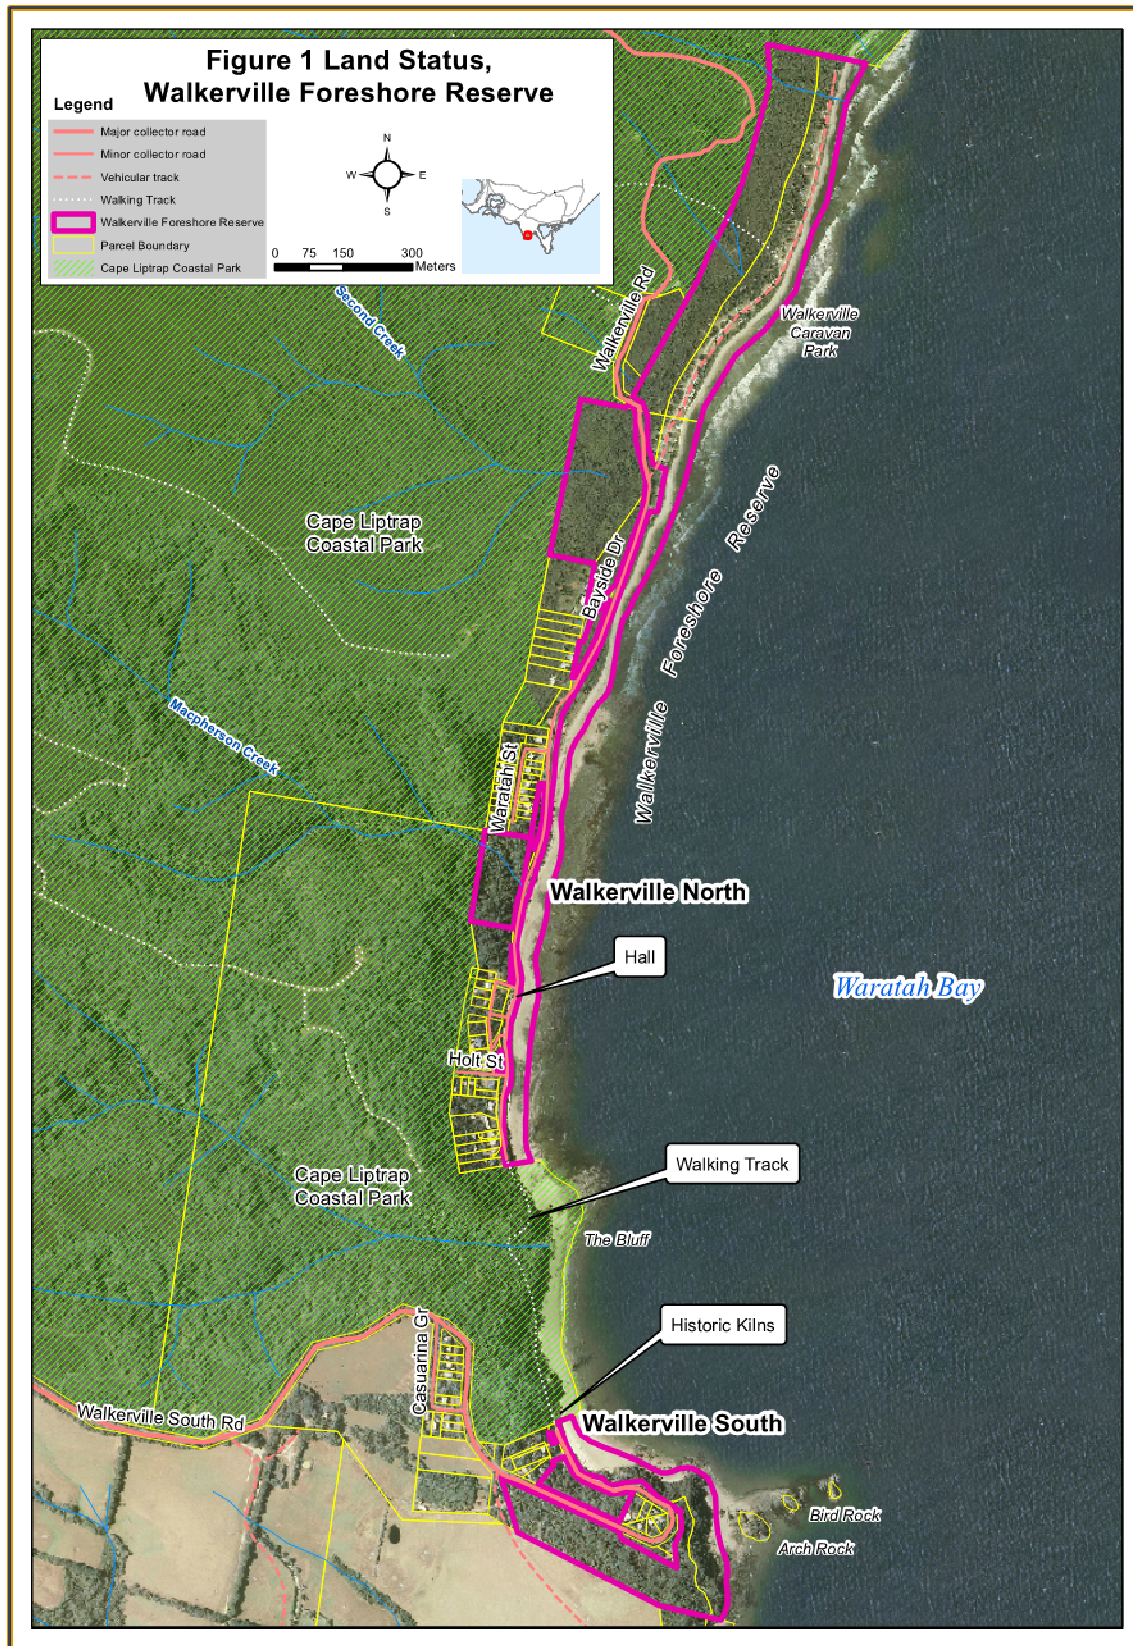 Figure 1 Land Status,
Walkerville Foreshore Reserve
Legend
Major collector road
Minor collector road
Vehicular track
Walking Track
Walkerville Foreshore Reserve
Parcel Boundary
Cape Liptrap Coastal Park
N
W E
S
0 75 150 300
Meters
Second Creek
Walkerville Rd
Walkerville
Caravan
Park
Cape Liptrap
Coastal Park
Bayside Dr
Walkerville Foreshore Reserve
Macpherson Creek
Waratah St
Walkerville North
Hall
Waratah Bay
Holt St
Walking Track
Cape Liptrap
Coastal Park
The Bluff
Historic Kilns
Casuarina Gr
Walkerville South Rd
Walkerville South
Bird Rock
Arch Rock